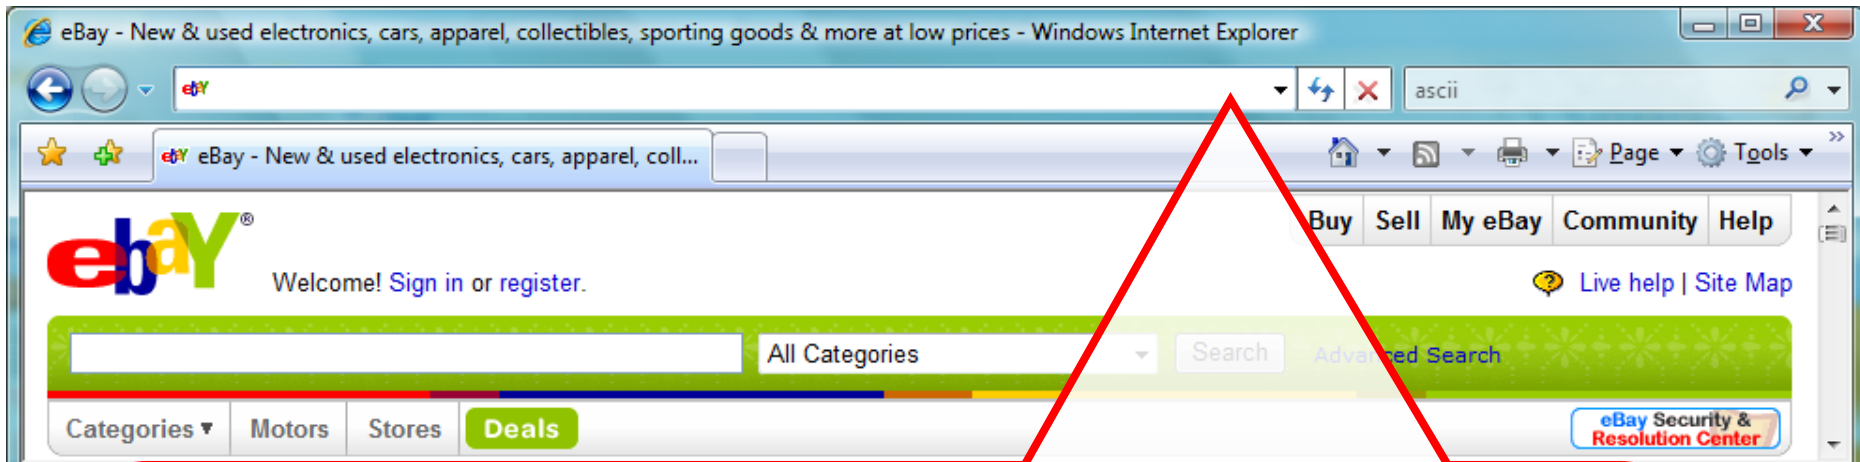 eBay - New & used electronics, cars, apparel, collectibles, sporting goods & more at low prices - Windows Internet Explorer
ebY ascii
ebY eBay - New & used electronics, cars, apparel, coll... Page Tools
ebaY® Buy Sell My eBay Community Help
Welcome! Sign in or register. Live help | Site Map
All Categories Search Advanced Search
Categories Motors Stores Deals eBay Security &
Resolution Center